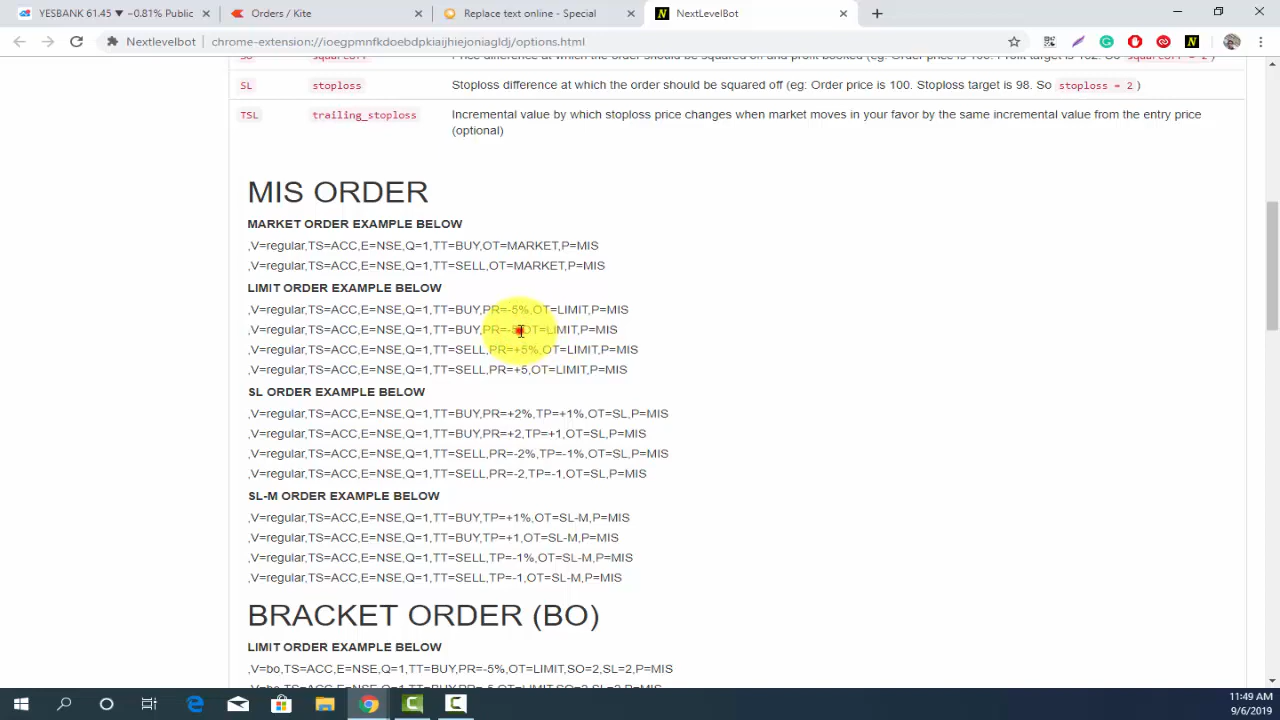 YESBANK 61.45 ▼ −0.81% Public
Orders / Kite
Replace text online - Special
NextLevelBot
Nextlevelbot
chrome-extension://ioegpmnfkdoebdpkiaijhiejoniagldj/options.html
SL stoploss Stoploss difference at which the order should be squared off (eg: Order price is 100. Stoploss target is 98. So stoploss = 2 )
TSL trailing_stoploss Incremental value by which stoploss price changes when market moves in your favor by the same incremental value from the entry price
(optional)
MIS ORDER
MARKET ORDER EXAMPLE BELOW
,V=regular,TS=ACC,E=NSE,Q=1,TT=BUY,OT=MARKET,P=MIS
,V=regular,TS=ACC,E=NSE,Q=1,TT=SELL,OT=MARKET,P=MIS
LIMIT ORDER EXAMPLE BELOW
,V=regular,TS=ACC,E=NSE,Q=1,TT=BUY,PR=-5%,OT=LIMIT,P=MIS
,V=regular,TS=ACC,E=NSE,Q=1,TT=BUY,PR=-5,OT=LIMIT,P=MIS
,V=regular,TS=ACC,E=NSE,Q=1,TT=SELL,PR=+5%,OT=LIMIT,P=MIS
,V=regular,TS=ACC,E=NSE,Q=1,TT=SELL,PR=+5,OT=LIMIT,P=MIS
SL ORDER EXAMPLE BELOW
,V=regular,TS=ACC,E=NSE,Q=1,TT=BUY,PR=+2%,TP=+1%,OT=SL,P=MIS
,V=regular,TS=ACC,E=NSE,Q=1,TT=BUY,PR=+2,TP=+1,OT=SL,P=MIS
,V=regular,TS=ACC,E=NSE,Q=1,TT=SELL,PR=-2%,TP=-1%,OT=SL,P=MIS
,V=regular,TS=ACC,E=NSE,Q=1,TT=SELL,PR=-2,TP=-1,OT=SL,P=MIS
SL-M ORDER EXAMPLE BELOW
,V=regular,TS=ACC,E=NSE,Q=1,TT=BUY,TP=+1%,OT=SL-M,P=MIS
,V=regular,TS=ACC,E=NSE,Q=1,TT=BUY,TP=+1,OT=SL-M,P=MIS
,V=regular,TS=ACC,E=NSE,Q=1,TT=SELL,TP=-1%,OT=SL-M,P=MIS
,V=regular,TS=ACC,E=NSE,Q=1,TT=SELL,TP=-1,OT=SL-M,P=MIS
BRACKET ORDER (BO)
LIMIT ORDER EXAMPLE BELOW
,V=bo,TS=ACC,E=NSE,Q=1,TT=BUY,PR=-5%,OT=LIMIT,SO=2,SL=2,P=MIS
11:49 AM
9/6/2019